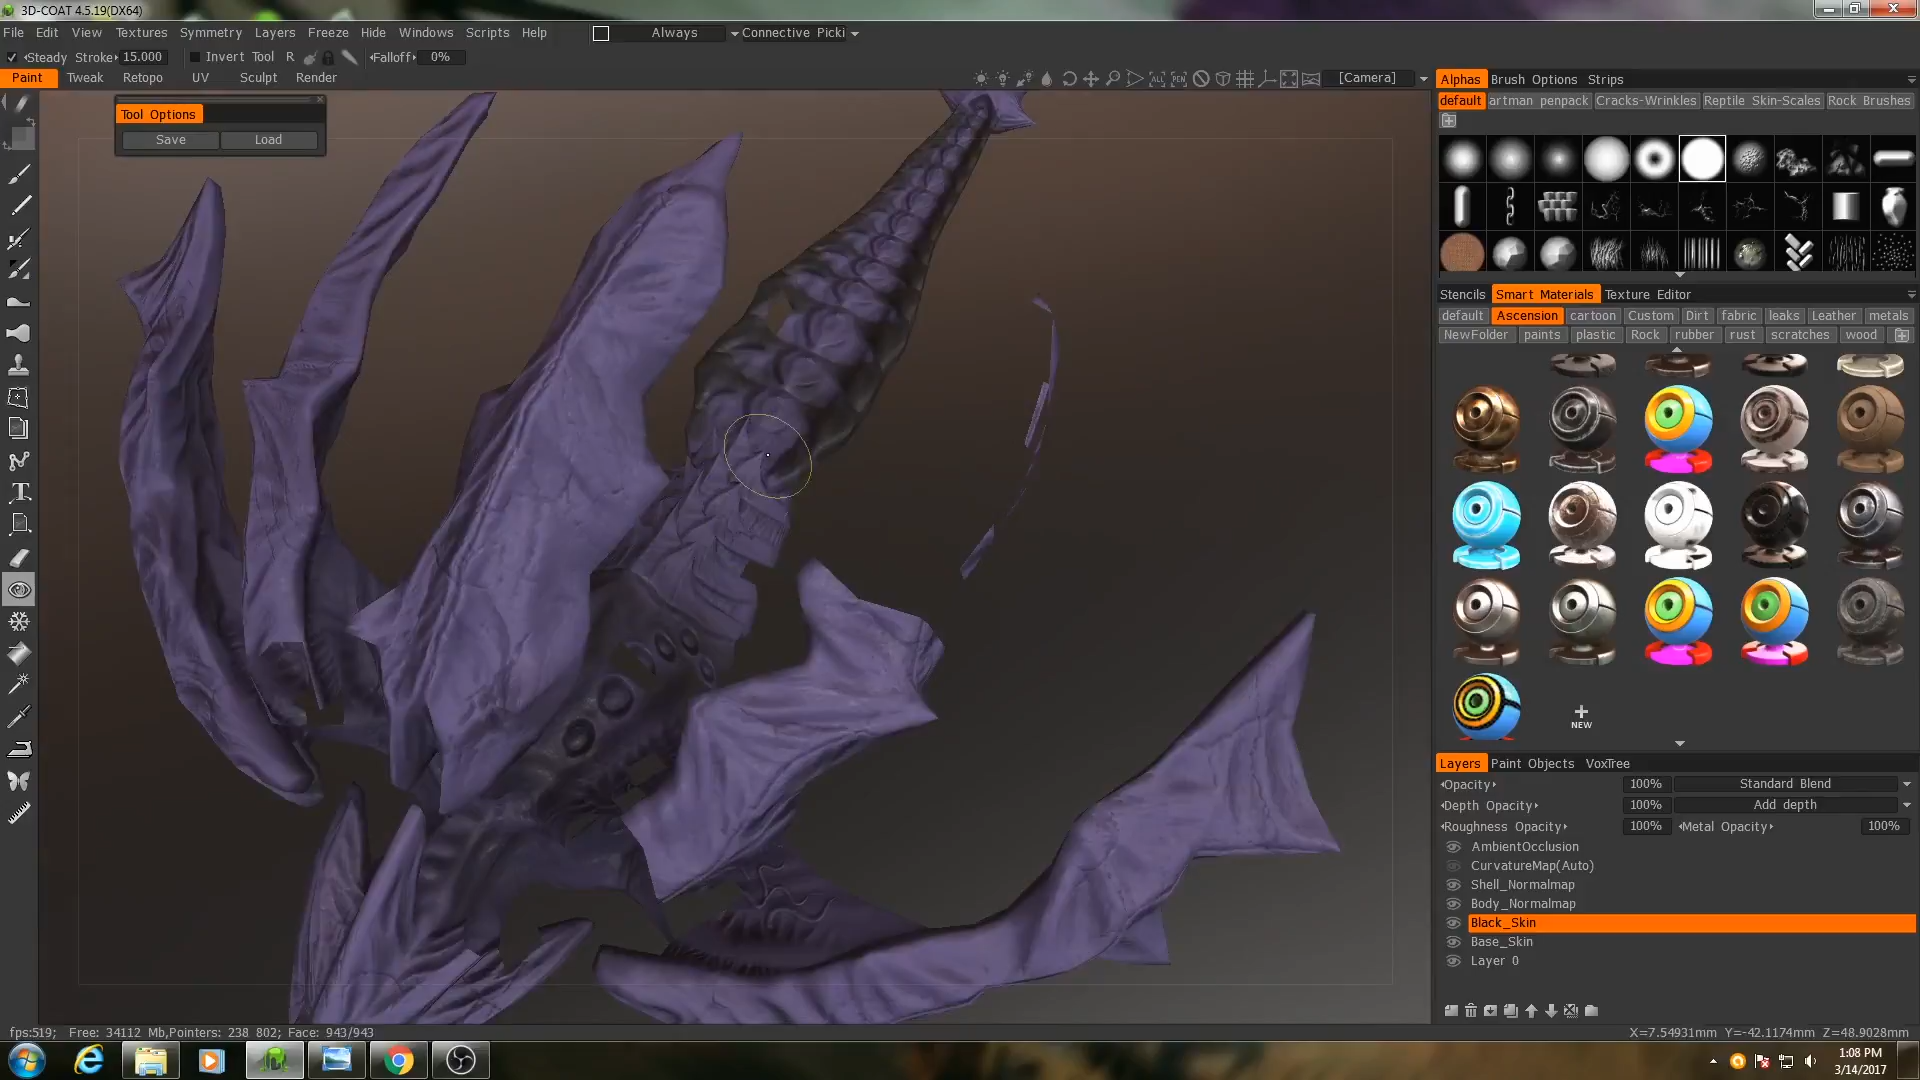 3D-COAT 4.5.19(DX64)
File Edit View Textures Symmetry Layers Freeze Hide Windows Scripts Help Always Connective Picki
Steady Stroke 15.000 Invert Tool R Falloff 0%
Paint Tweak Retopo UV Sculpt Render [Camera]
Alphas Brush Options Strips
default artman penpack Cracks-Wrinkles Reptile Skin-Scales Rock Brushes
Tool Options
Save Load
Stencils Smart Materials Texture Editor
default Ascension cartoon Custom Dirt fabric leaks Leather metals
NewFolder paints plastic Rock rubber rust scratches wood
NEW
Layers Paint Objects VoxTree
Opacity 100% Standard Blend
Depth Opacity 100% Add depth
Roughness Opacity 100% Metal Opacity 100%
AmbientOcclusion
CurvatureMap(Auto)
Shell_Normalmap
Body_Normalmap
Black_Skin
Base_Skin
Layer 0
fps:519; Free: 34112 Mb,Pointers: 238 802; Face: 943/943 X=7.54931mm Y=-42.1174mm Z=48.9028mm
1:08 PM
3/14/2017